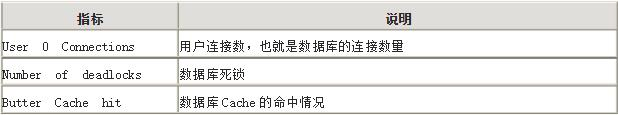 指标 说明
User 0 Connections 用户连接数，也就是数据库的连接数量
Number of deadlocks 数据库死锁
Butter Cache hit 数据库Cache的命中情况